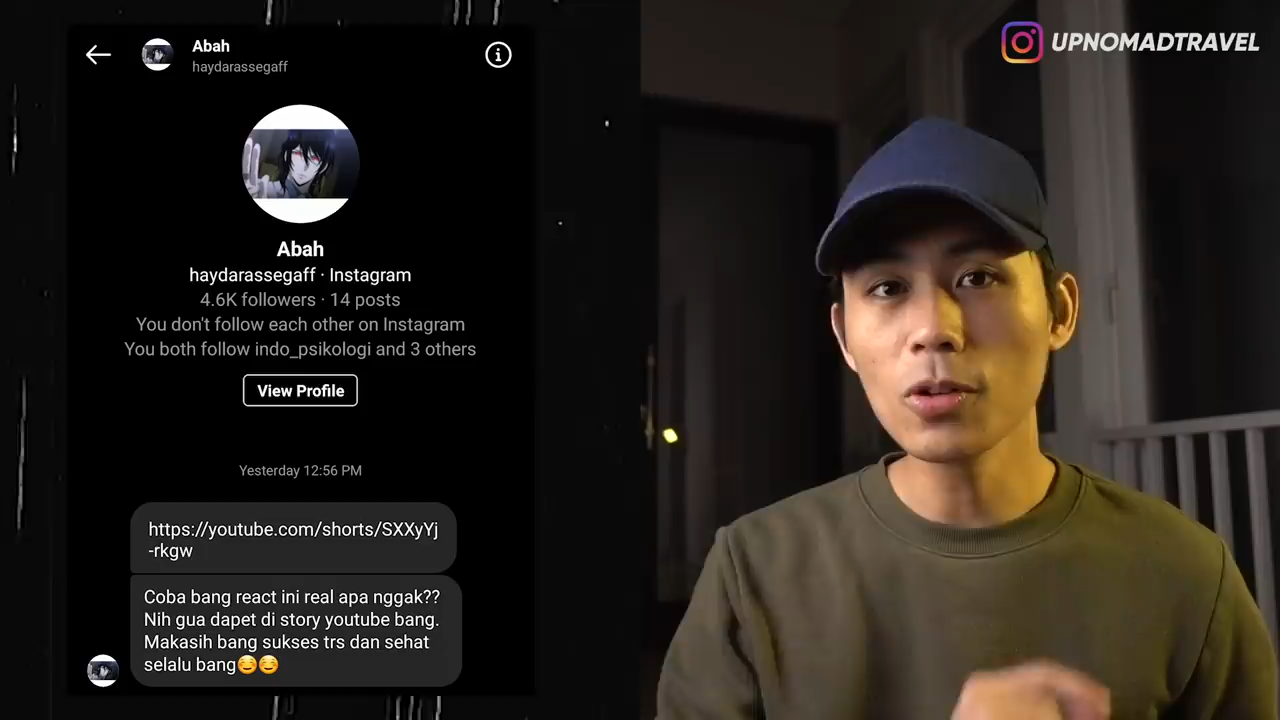 Abah
haydarassegaff
UPNOMADTRAVEL
Abah
haydarassegaff · Instagram
4.6K followers · 14 posts
You don't follow each other on Instagram
You both follow indo_psikologi and 3 others
View Profile
Yesterday 12:56 PM
https://youtube.com/shorts/SXXyYj
-rkgw
Coba bang react ini real apa nggak??
Nih gua dapet di story youtube bang.
Makasih bang sukses trs dan sehat
selalu bang☺️☺️